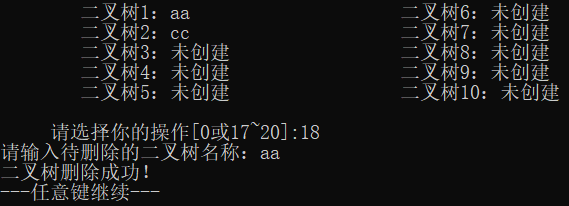 二叉树1：aa 二叉树6：未创建
二叉树2：cc 二叉树7：未创建
二叉树3：未创建 二叉树8：未创建
二叉树4：未创建 二叉树9：未创建
二叉树5：未创建 二叉树10：未创建
请选择你的操作[0或17~20]:18
请输入待删除的二叉树名称：aa
二叉树删除成功！
---任意键继续---